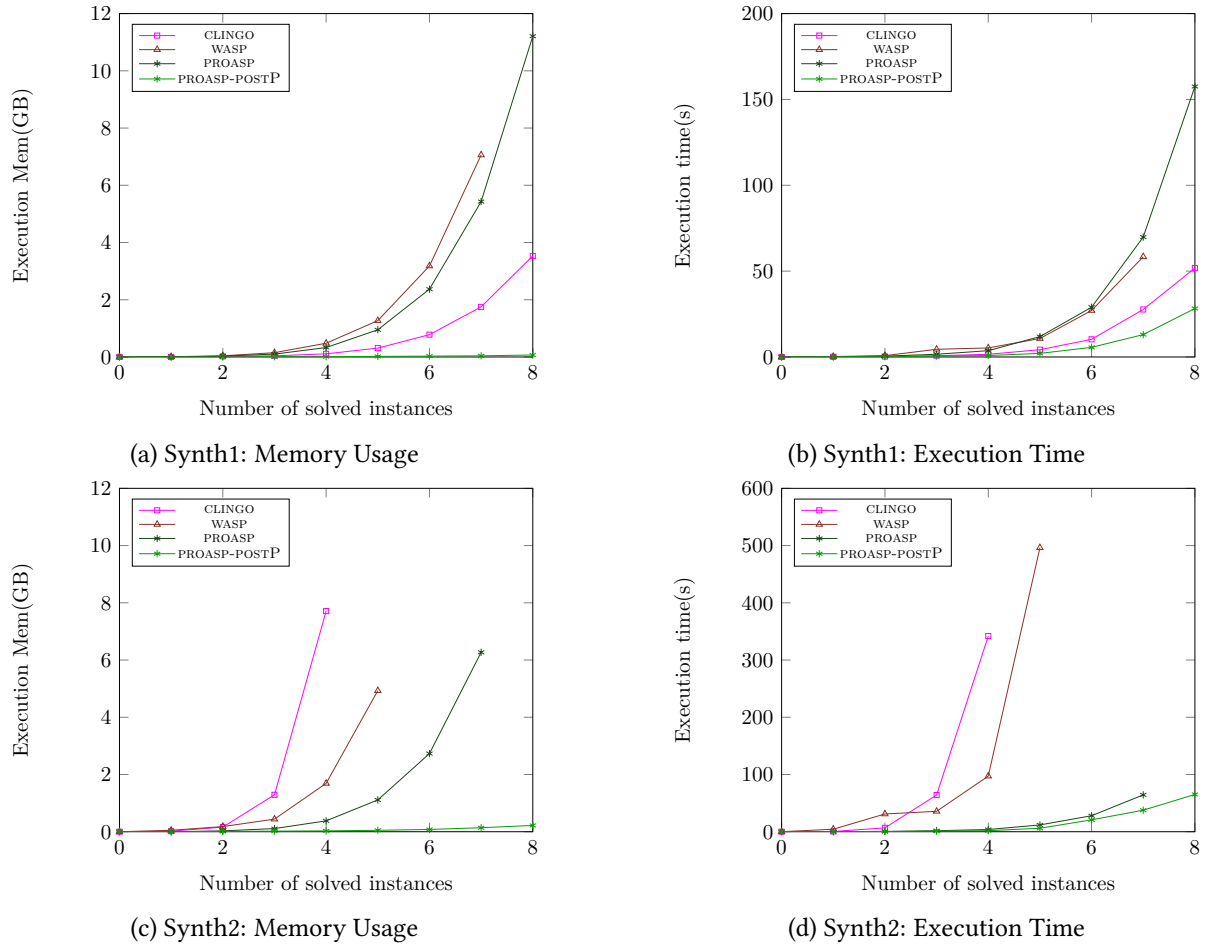 12
10
8
6
4
2
0
Execution Mem(GB)
CLINGO
WASP
PROASP
PROASP-POSTP
0 2 4 6 8
Number of solved instances
(a) Synth1: Memory Usage
200
150
100
50
0
Execution time(s)
CLINGO
WASP
PROASP
PROASP-POSTP
0 2 4 6 8
Number of solved instances
(b) Synth1: Execution Time
12
10
8
6
4
2
0
Execution Mem(GB)
CLINGO
WASP
PROASP
PROASP-POSTP
0 2 4 6 8
Number of solved instances
(c) Synth2: Memory Usage
600
500
400
300
200
100
0
Execution time(s)
CLINGO
WASP
PROASP
PROASP-POSTP
0 2 4 6 8
Number of solved instances
(d) Synth2: Execution Time